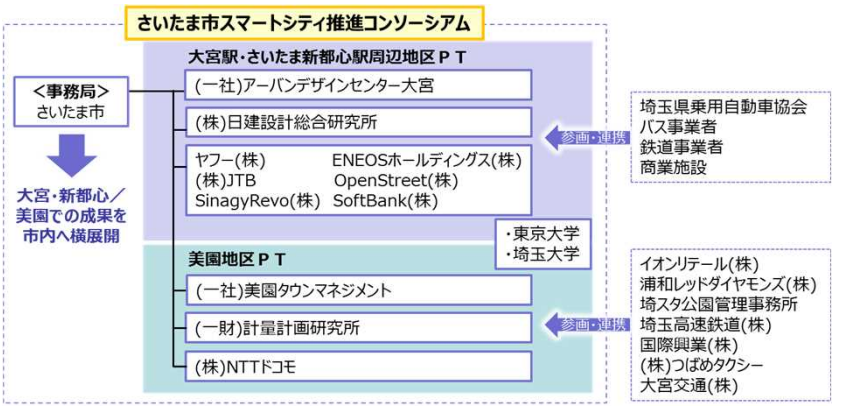 さいたま市スマートシティ推進コンソーシアム
大宮駅・さいたま新都心駅周辺地区PT
<事務局>
さいたま市
大宮・新都心/
美園での成果を
市内へ横展開
(一社)アーバンデザインセンター大宮
(株)日建設計総合研究所
ヤフー(株) ENEOSホールディングス(株)
(株)JTB OpenStreet(株)
SinagyRevo(株) SoftBank(株)
・東京大学
・埼玉大学
美園地区PT
(一社)美園タウンマネジメント
(一財)計量計画研究所
(株)NTTドコモ
参画・連携
埼玉県乗用自動車協会
バス事業者
鉄道事業者
商業施設
参画・連携
イオンリテール(株)
浦和レッドダイヤモンズ(株)
埼スタ公園管理事務所
埼玉高速鉄道(株)
国際興業(株)
(株)つばめタクシー
大宮交通(株)